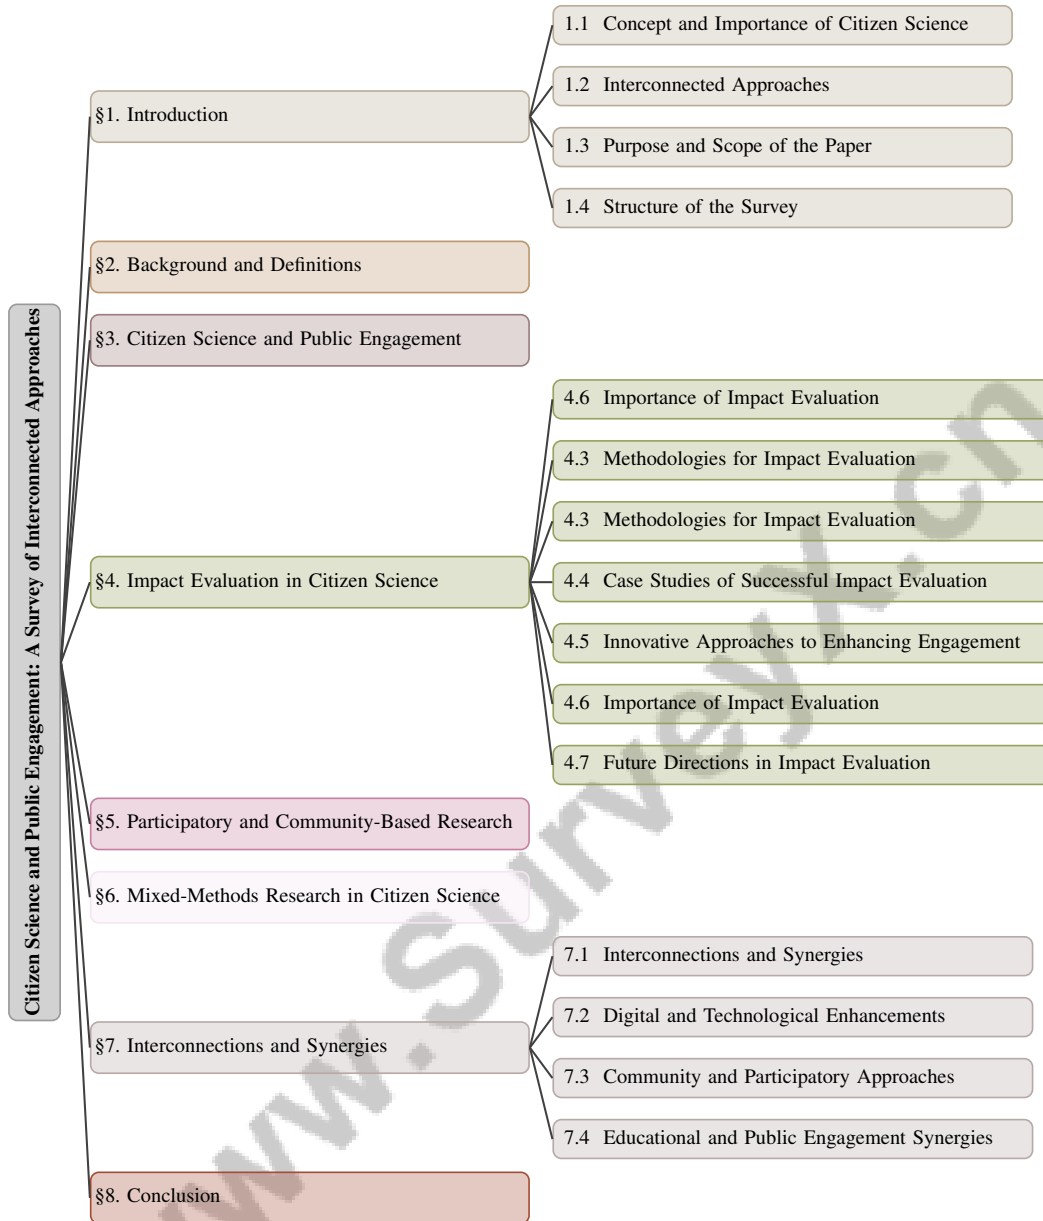 Citizen Science and Public Engagement: A Survey of Interconnected Approaches
§1. Introduction
1.1 Concept and Importance of Citizen Science
1.2 Interconnected Approaches
1.3 Purpose and Scope of the Paper
1.4 Structure of the Survey
§2. Background and Definitions
§3. Citizen Science and Public Engagement
§4. Impact Evaluation in Citizen Science
4.6 Importance of Impact Evaluation
4.3 Methodologies for Impact Evaluation
4.3 Methodologies for Impact Evaluation
4.4 Case Studies of Successful Impact Evaluation
4.5 Innovative Approaches to Enhancing Engagement
4.6 Importance of Impact Evaluation
4.7 Future Directions in Impact Evaluation
§5. Participatory and Community-Based Research
§6. Mixed-Methods Research in Citizen Science
§7. Interconnections and Synergies
7.1 Interconnections and Synergies
7.2 Digital and Technological Enhancements
7.3 Community and Participatory Approaches
7.4 Educational and Public Engagement Synergies
§8. Conclusion
www.Surveyx.cn